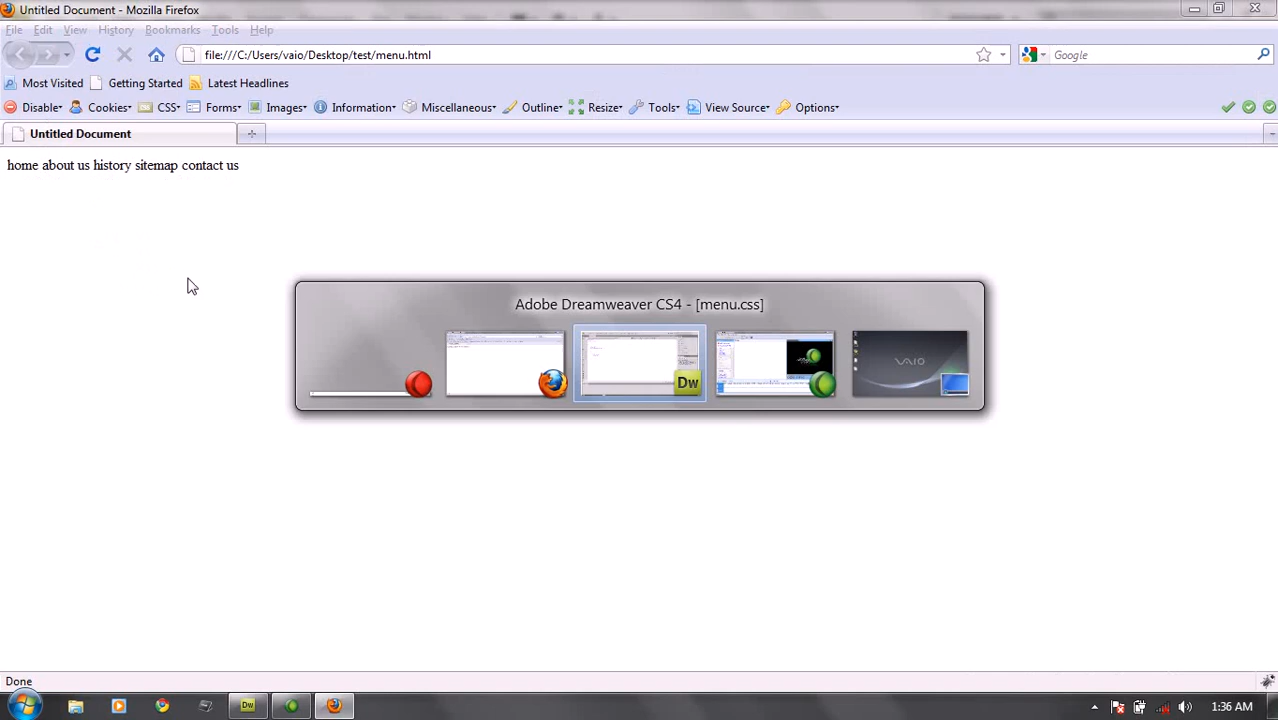 Untitled Document - Mozilla Firefox
File Edit View History Bookmarks Tools Help
file:///C:/Users/vaio/Desktop/test/menu.html
Google
Most Visited Getting Started Latest Headlines
Disable Cookies CSS Forms Images Information Miscellaneous Outline Resize Tools View Source Options
Untitled Document
home about us history sitemap contact us
Adobe Dreamweaver CS4 - [menu.css]
Dw
VAIO
Done
Dw
1:36 AM